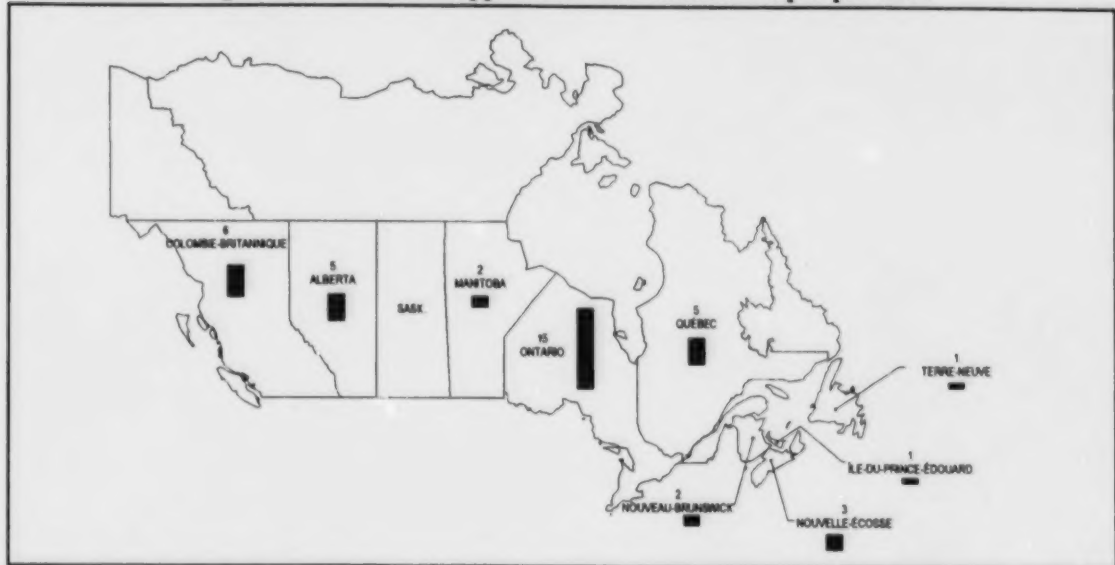 6
COLOMBIE-BRITANNIQUE
5
ALBERTA
SASK.
2
MANITOBA
15
ONTARIO
5
QUÉBEC
1
TERRE-NEUVE
1
ÎLE-DU-PRINCE-ÉDOUARD
2
NOUVEAU-BRUNSWICK
3
NOUVELLE-ÉCOSSE